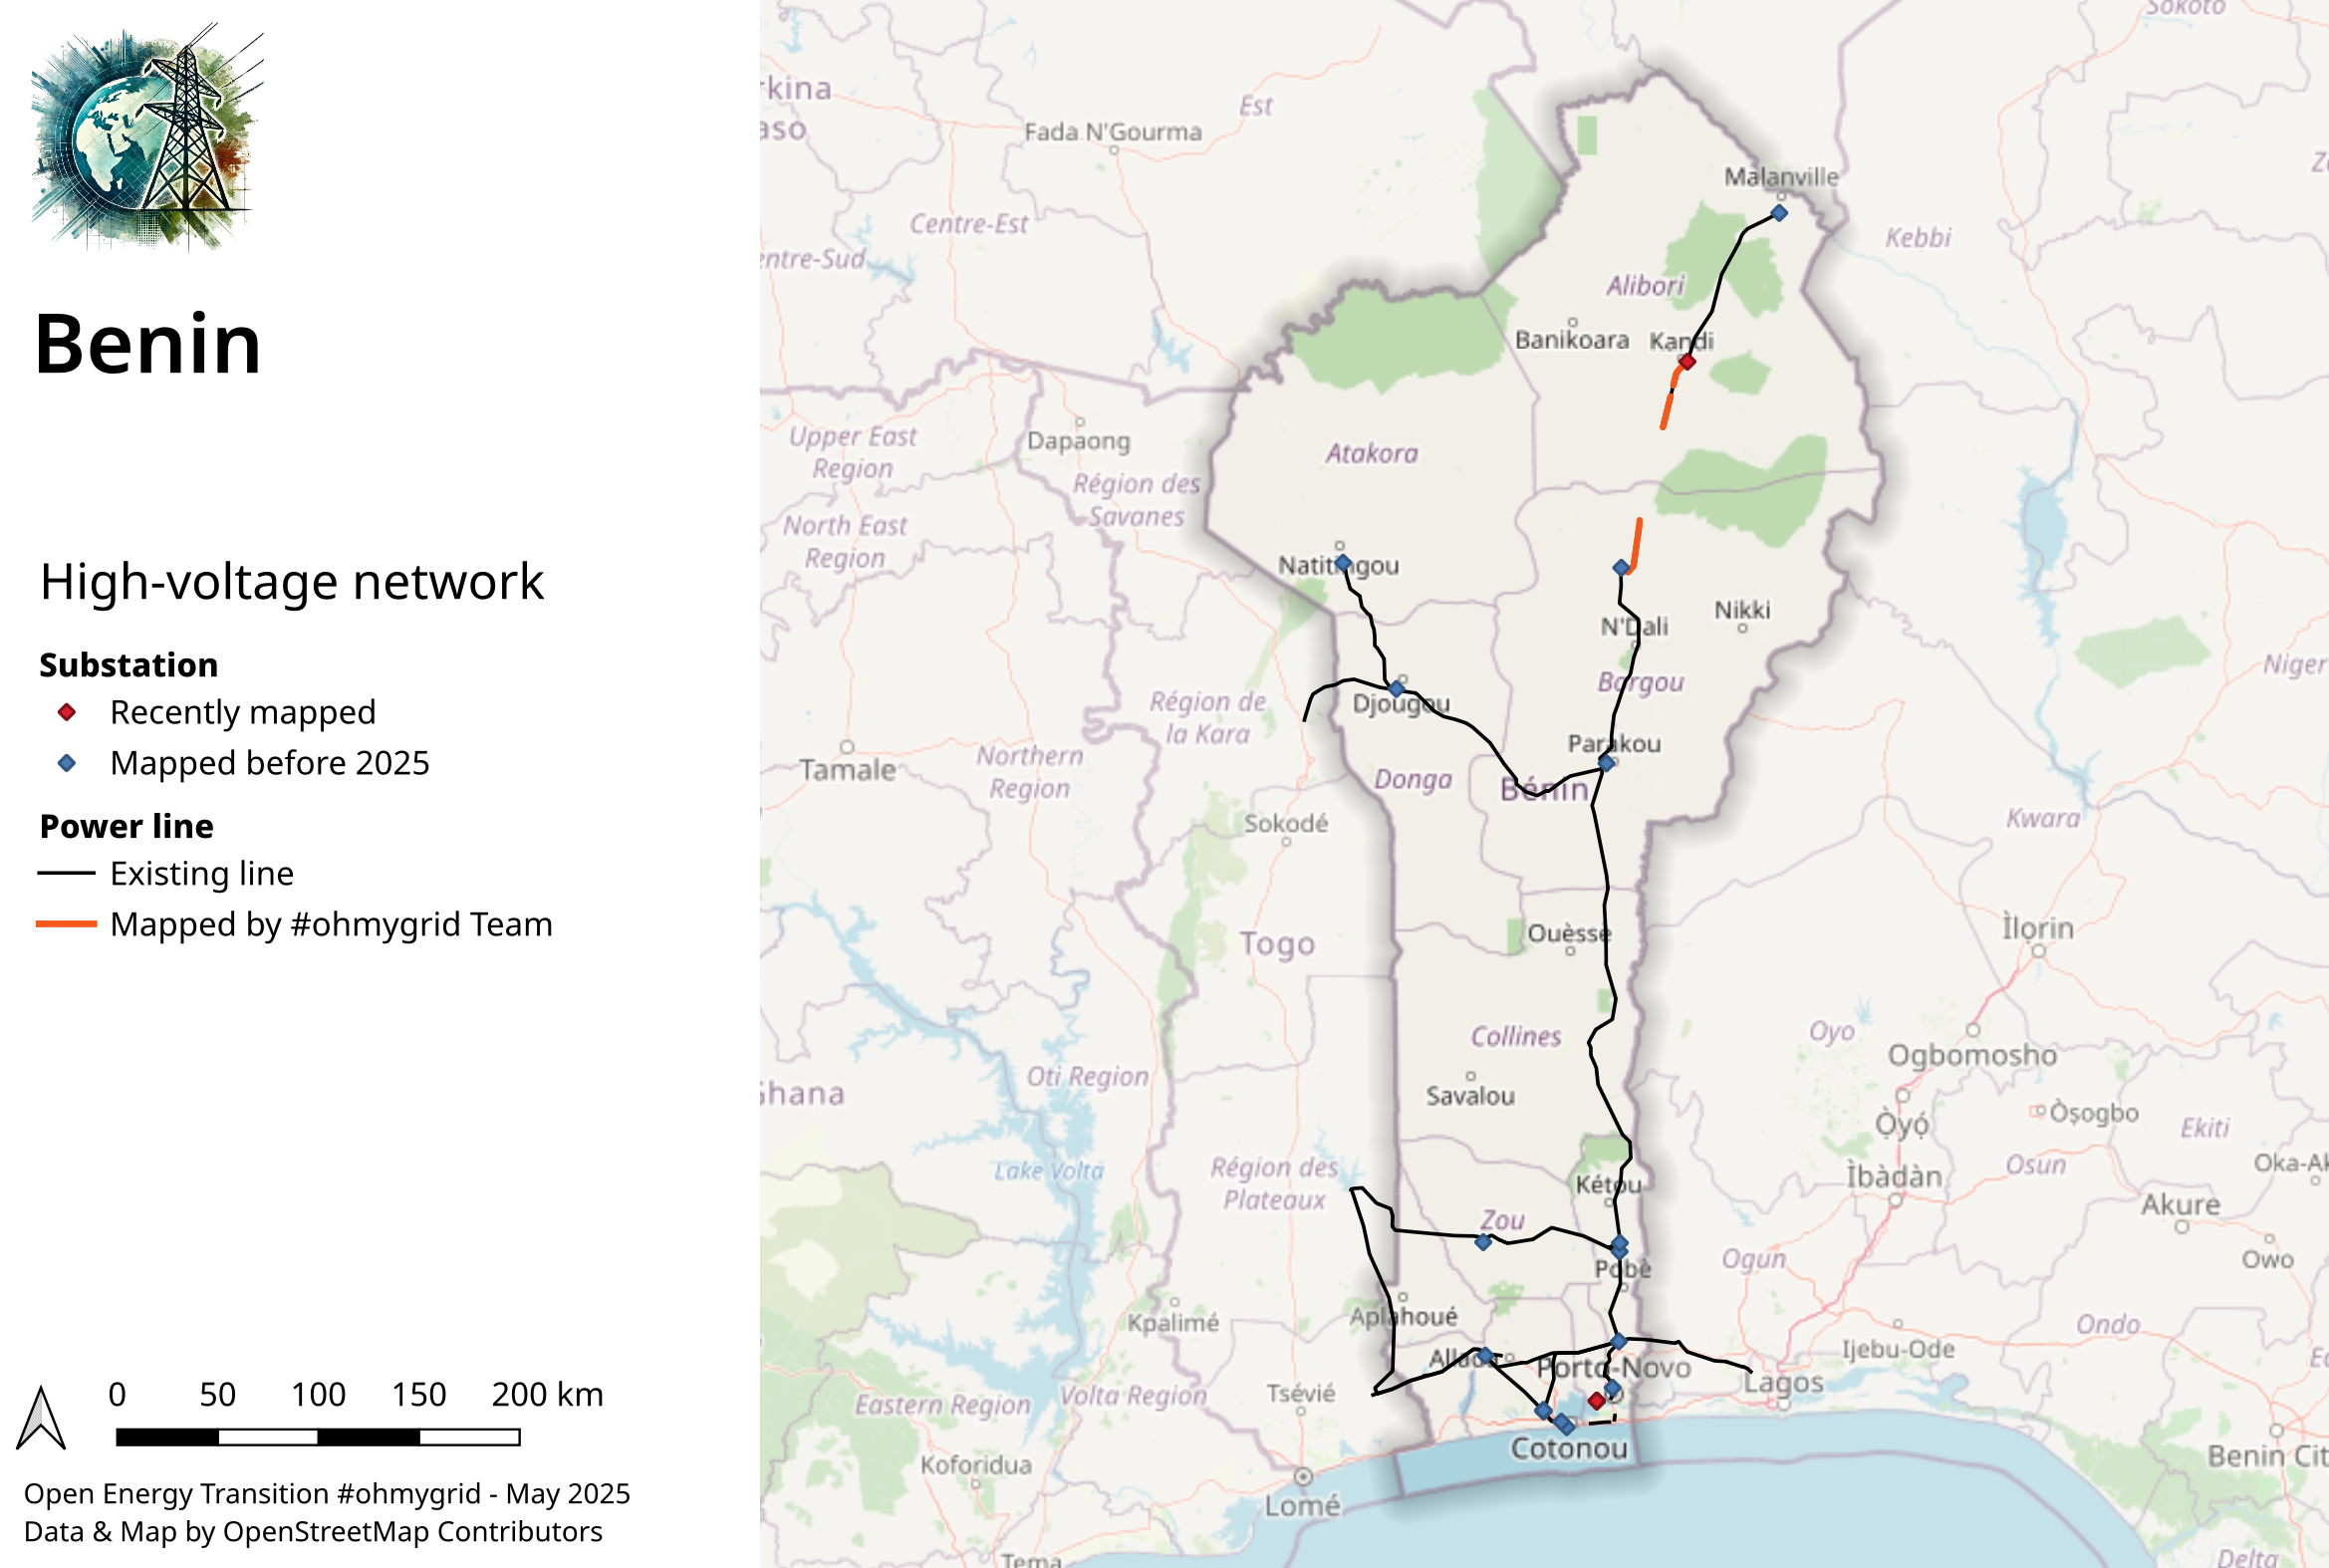 Benin
High-voltage network
Substation
Recently mapped
Mapped before 2025
Power line
Existing line
Mapped by #ohmygrid Team
0 50 100 150 200 km
Open Energy Transition #ohmygrid - May 2025
Data & Map by OpenStreetMap Contributors
Sokoto
rkina
aso
Est
Fada N'Gourma
Malanville
Centre-Est
Kebbi
entre-Sud
Alibori
Banikoara
Kandi
Upper East
Region
Dapaong
Atakora
Région des
Savanes
North East
Region
Natitingou
Nikki
N'Dali
Niger
Borgou
Djougou
Région de
la Kara
Parakou
Northern
Region
Tamale
Donga
Bénin
Sokodé
Kwara
Ouèsse
Ìlọrin
Togo
Collines
Oyo
Ogbomosho
Oti Region
Ghana
Savalou
Òṣogbo
Ọ̀yọ́
Ekiti
Lake Volta
Région des
Plateaux
Osun
Oka-Ak
Ìbàdàn
Kétou
Akure
Zou
Ogun
Owo
Pobè
Aplahoué
Kpalimé
Ondo
Ijebu-Ode
Allada
Porto-Novo
Lagos
Volta Region
Tsévié
Eastern Region
Cotonou
Benin Cit
Koforidua
Lomé
Tema
Delta